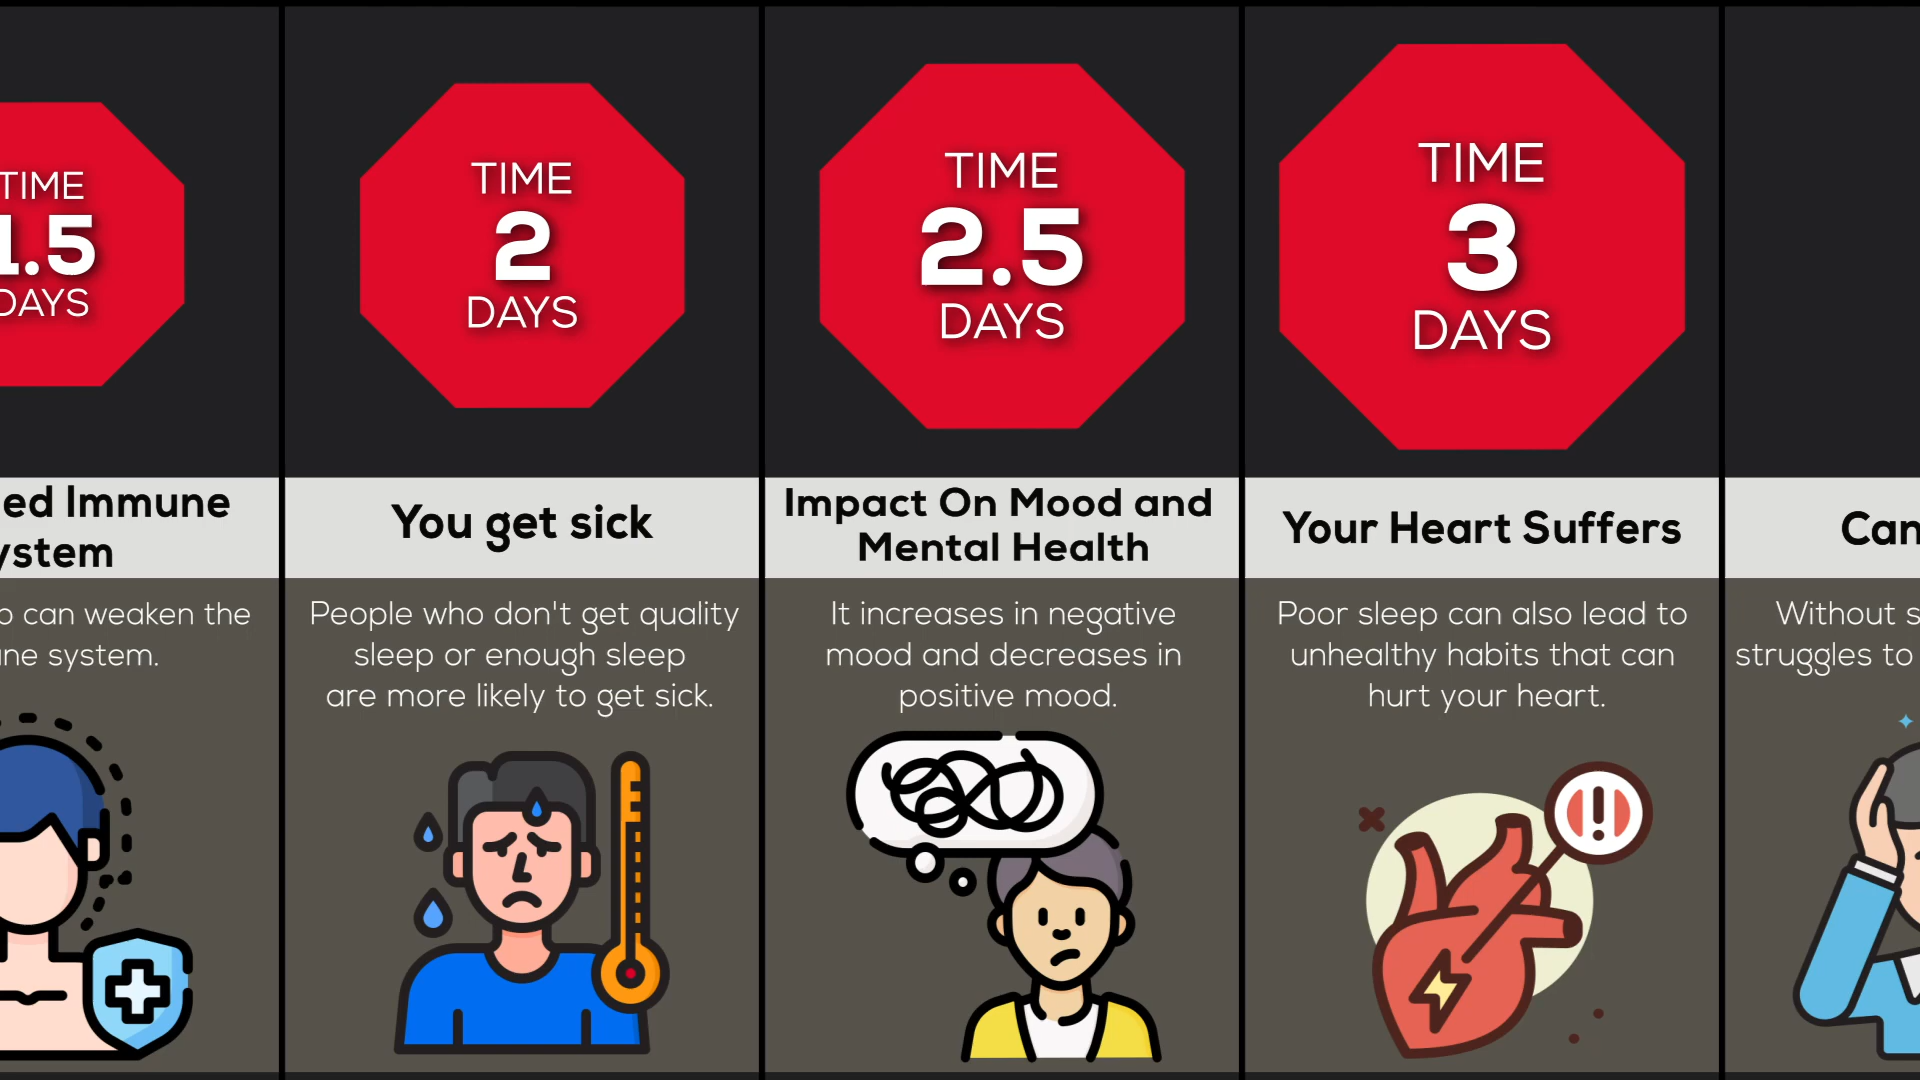 TIME
1.5
DAYS
ed Immune
ystem
can weaken the
ne system.
TIME
2
DAYS
You get sick
People who don't get quality
sleep or enough sleep
are more likely to get sick.
TIME
2.5
DAYS
Impact On Mood and
Mental Health
It increases in negative
mood and decreases in
positive mood.
TIME
3
DAYS
Your Heart Suffers
Poor sleep can also lead to
unhealthy habits that can
hurt your heart.
Can
Without s
struggles to